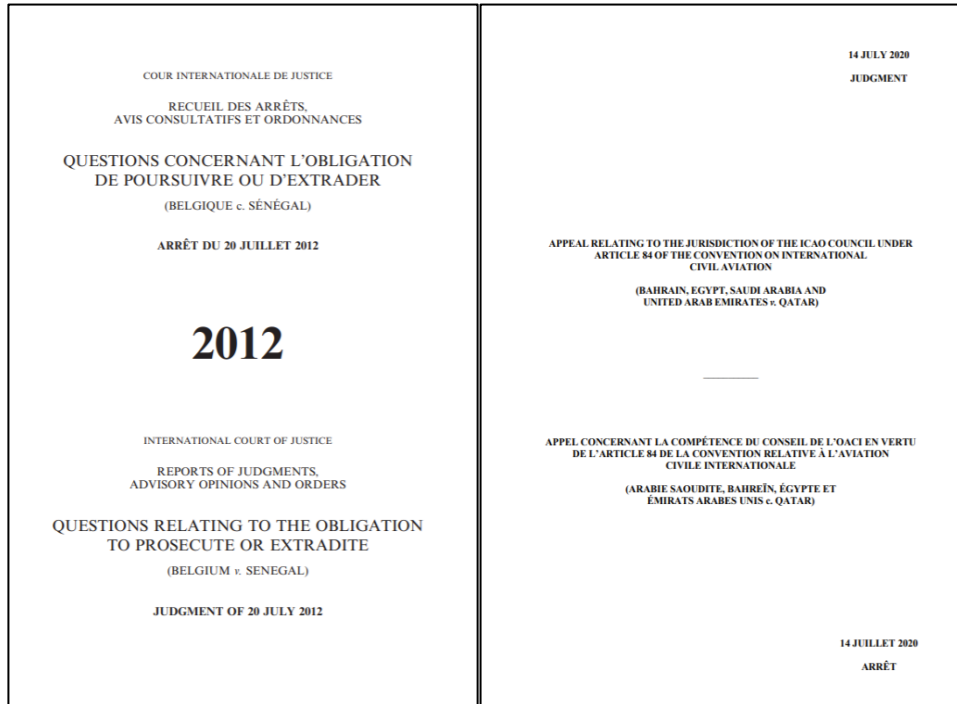 COUR INTERNATIONALE DE JUSTICE
RECUEIL DES ARRÊTS,
AVIS CONSULTATIFS ET ORDONNANCES
QUESTIONS CONCERNANT L'OBLIGATION
DE POURSUIVRE OU D'EXTRADER
(BELGIQUE c. SÉNÉGAL)
ARRÊT DU 20 JUILLET 2012
2012
INTERNATIONAL COURT OF JUSTICE
REPORTS OF JUDGMENTS,
ADVISORY OPINIONS AND ORDERS
QUESTIONS RELATING TO THE OBLIGATION
TO PROSECUTE OR EXTRADITE
(BELGIUM v. SENEGAL)
JUDGMENT OF 20 JULY 2012
14 JULY 2020
JUDGMENT
APPEAL RELATING TO THE JURISDICTION OF THE ICAO COUNCIL UNDER
ARTICLE 84 OF THE CONVENTION ON INTERNATIONAL
CIVIL AVIATION
(BAHRAIN, EGYPT, SAUDI ARABIA AND
UNITED ARAB EMIRATES v. QATAR)
APPEL CONCERNANT LA COMPÉTENCE DU CONSEIL DE L'OACI EN VERTU
DE L'ARTICLE 84 DE LA CONVENTION RELATIVE À L'AVIATION
CIVILE INTERNATIONALE
(ARABIE SAOUDITE, BAHREÏN, ÉGYPTE ET
ÉMIRATS ARABES UNIS c. QATAR)
14 JUILLET 2020
ARRÊT